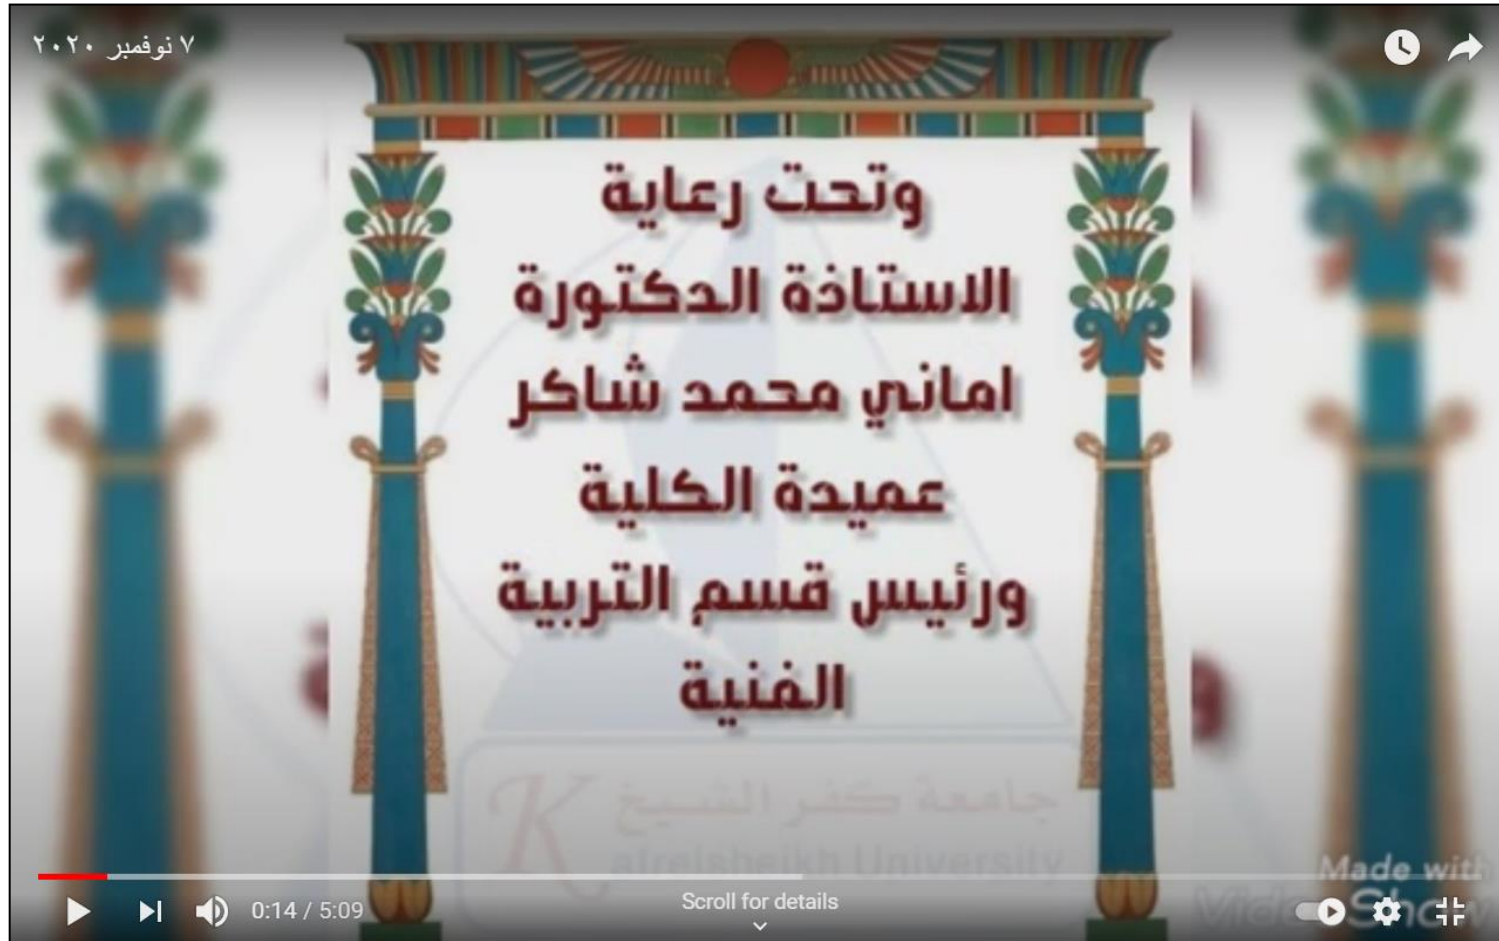 ٧ نوفمبر ٢٠٢٠
وتحت رعاية
الاستاذة الدكتورة
اماني محمد شاكر
عميدة الكلية
ورئيس قسم التربية
الفنية
جامعة كفر الشيخ
Kafrelsheikh University
Made with
VideoShow
0:14 / 5:09
Scroll for details